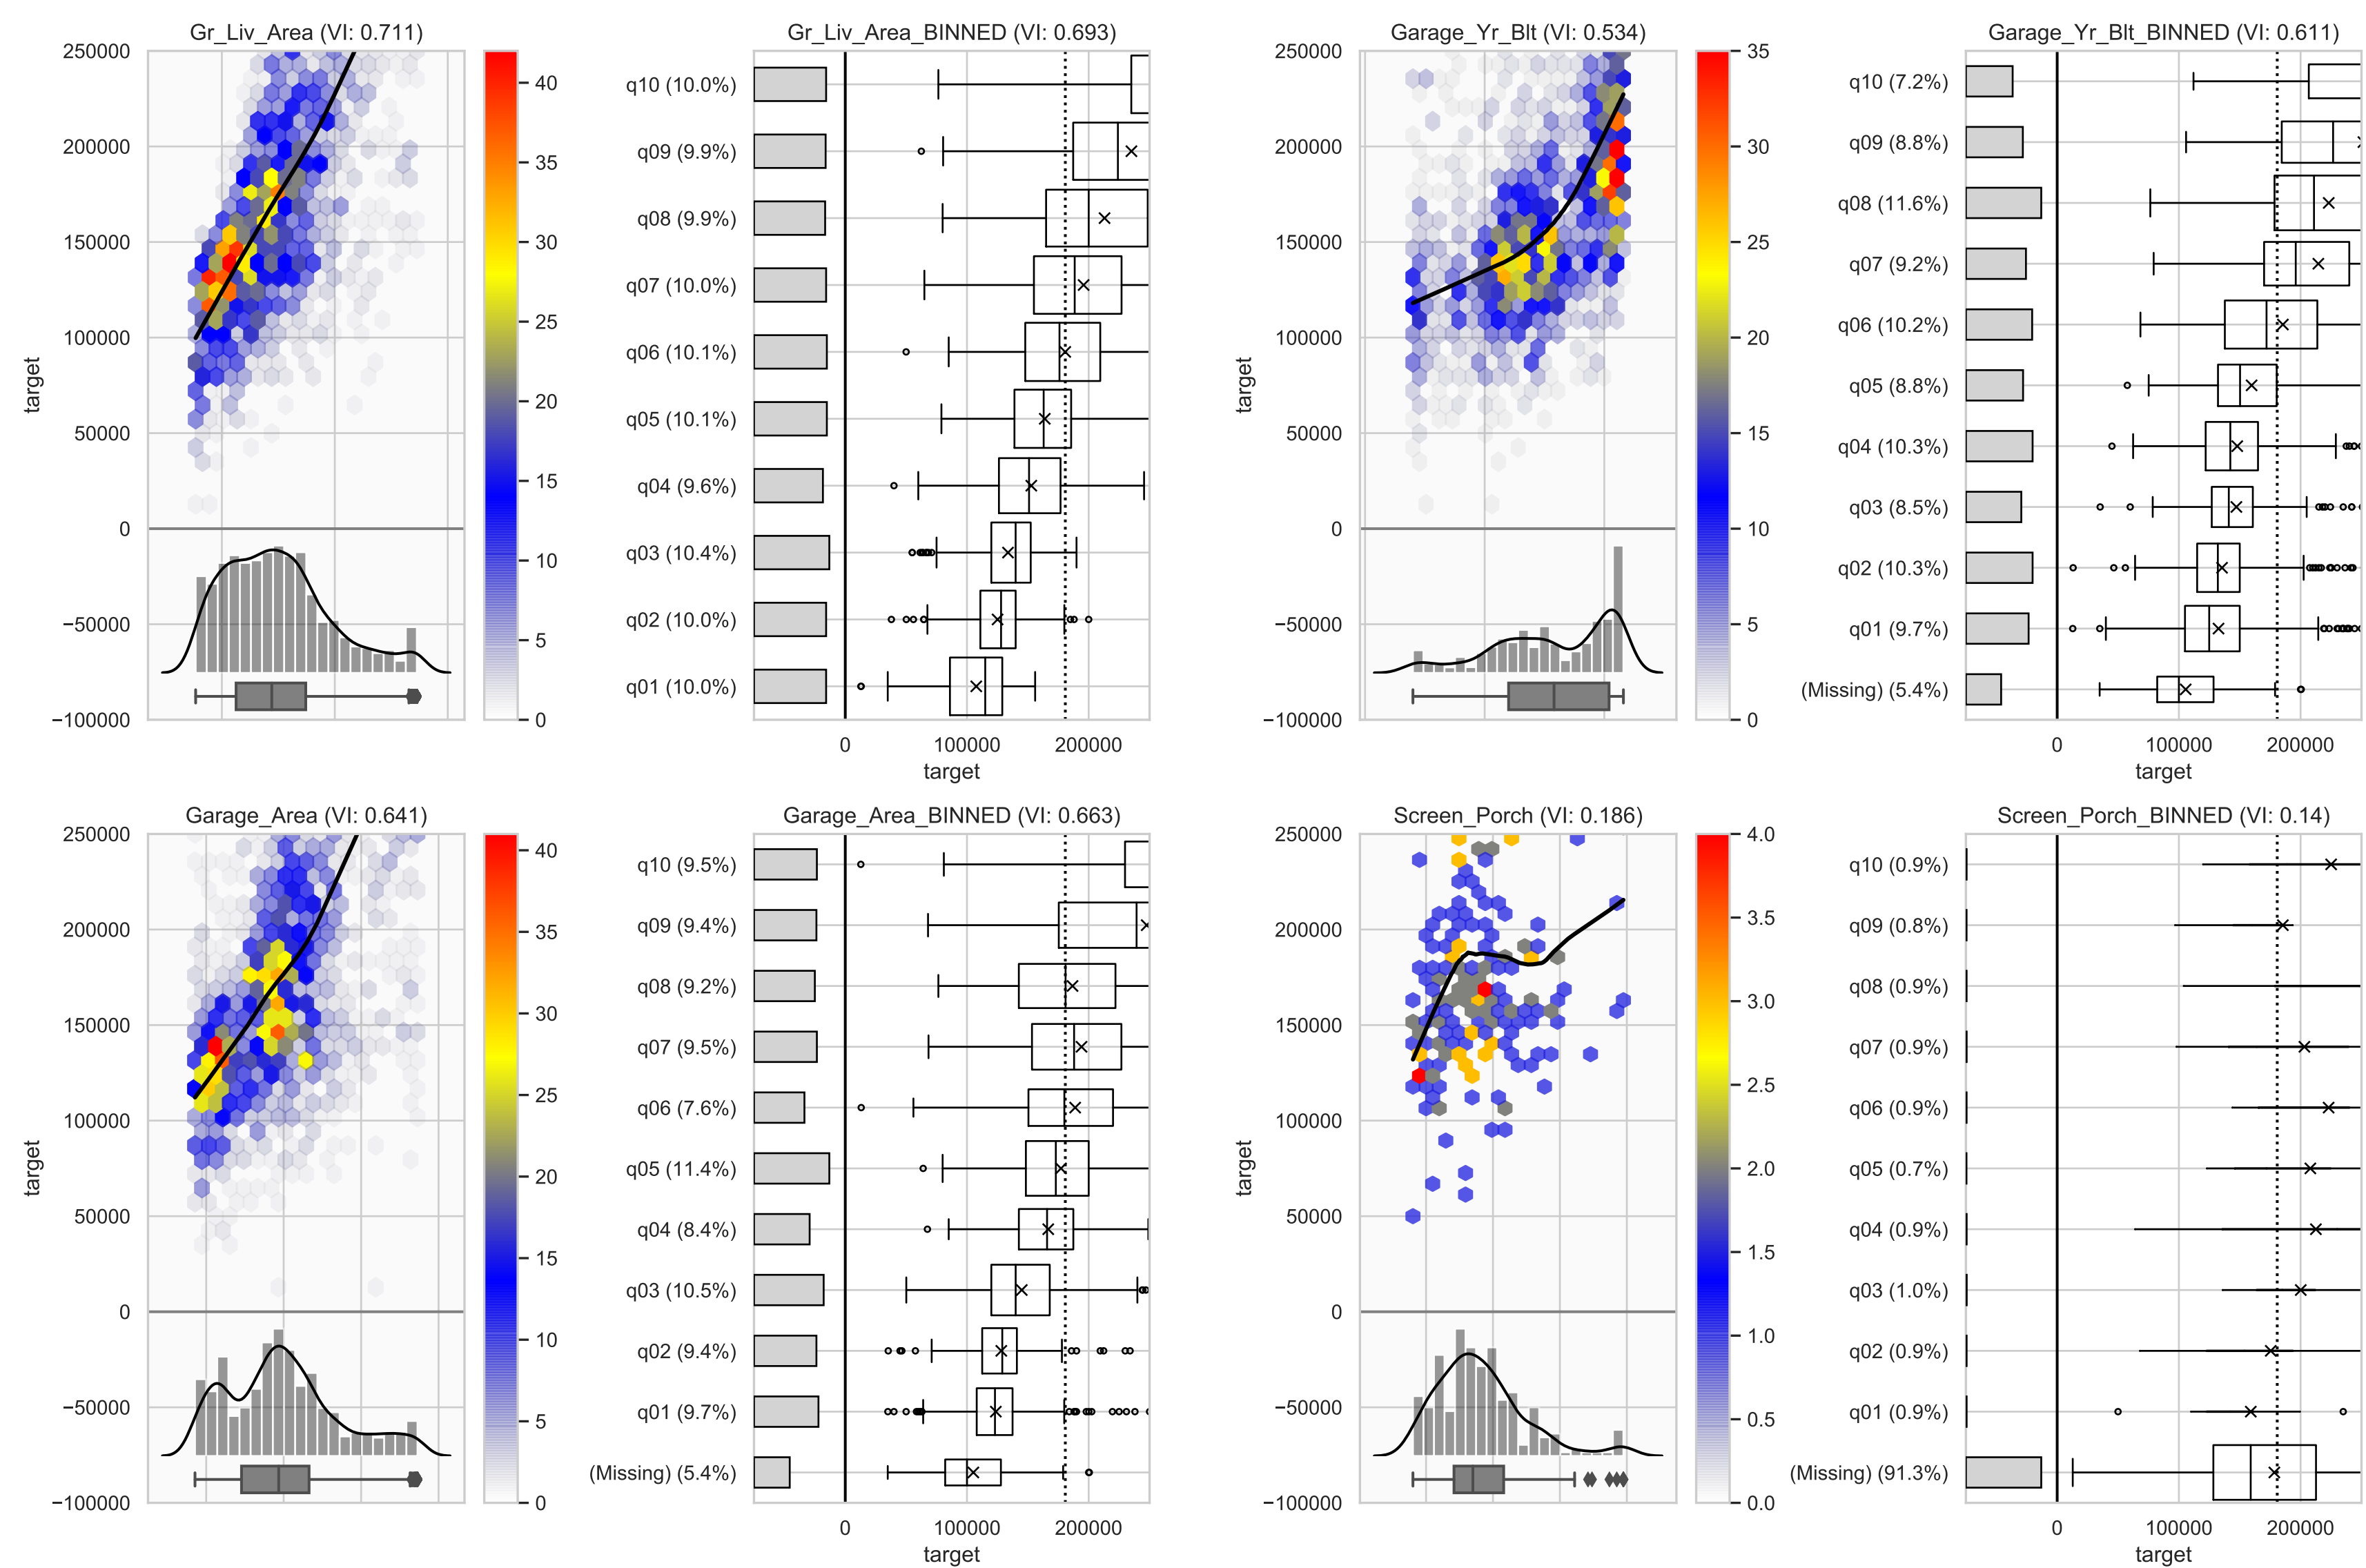 Gr_Liv_Area (VI: 0.711)
250000
200000
150000
100000
50000
0
−50000
−100000
target
40
35
30
25
20
15
10
5
0
Gr_Liv_Area_BINNED (VI: 0.693)
q10 (10.0%)
q09 (9.9%)
q08 (9.9%)
q07 (10.0%)
q06 (10.1%)
q05 (10.1%)
q04 (9.6%)
q03 (10.4%)
q02 (10.0%)
q01 (10.0%)
0 100000 200000
target
Garage_Yr_Blt (VI: 0.534)
250000
200000
150000
100000
50000
0
−50000
−100000
target
35
30
25
20
15
10
5
0
Garage_Yr_Blt_BINNED (VI: 0.611)
q10 (7.2%)
q09 (8.8%)
q08 (11.6%)
q07 (9.2%)
q06 (10.2%)
q05 (8.8%)
q04 (10.3%)
q03 (8.5%)
q02 (10.3%)
q01 (9.7%)
(Missing) (5.4%)
0 100000 200000
target
Garage_Area (VI: 0.641)
250000
200000
150000
100000
50000
0
−50000
−100000
target
40
35
30
25
20
15
10
5
0
Garage_Area_BINNED (VI: 0.663)
q10 (9.5%)
q09 (9.4%)
q08 (9.2%)
q07 (9.5%)
q06 (7.6%)
q05 (11.4%)
q04 (8.4%)
q03 (10.5%)
q02 (9.4%)
q01 (9.7%)
(Missing) (5.4%)
0 100000 200000
target
Screen_Porch (VI: 0.186)
250000
200000
150000
100000
50000
0
−50000
−100000
target
4.0
3.5
3.0
2.5
2.0
1.5
1.0
0.5
0.0
Screen_Porch_BINNED (VI: 0.14)
q10 (0.9%)
q09 (0.8%)
q08 (0.9%)
q07 (0.9%)
q06 (0.9%)
q05 (0.7%)
q04 (0.9%)
q03 (1.0%)
q02 (0.9%)
q01 (0.9%)
(Missing) (91.3%)
0 100000 200000
target